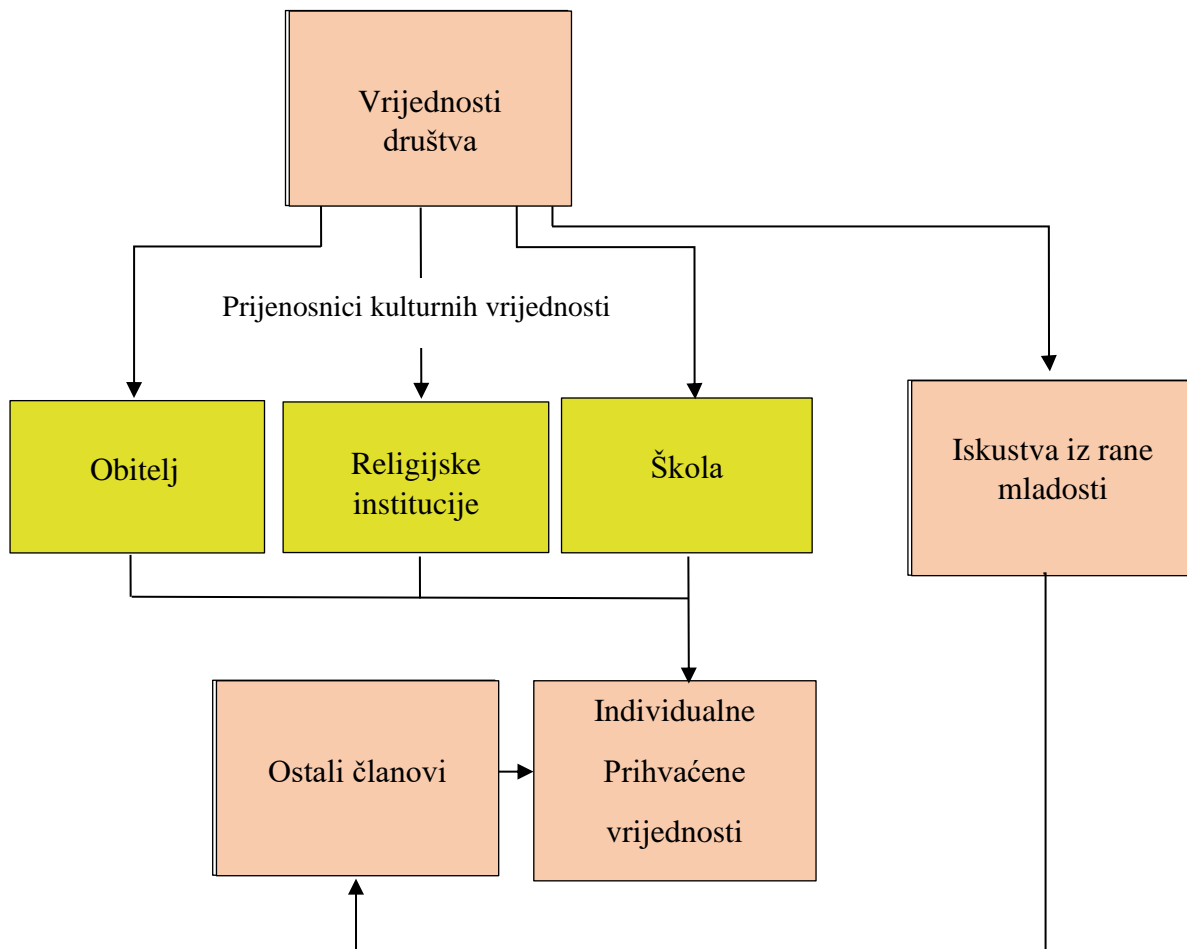 Vrijednosti
društva
Prijenosnici kulturnih vrijednosti
Obitelj
Religijske
institucije
Škola
Iskustva iz rane
mladosti
Ostali članovi
Individualne
Prihvaćene
vrijednosti